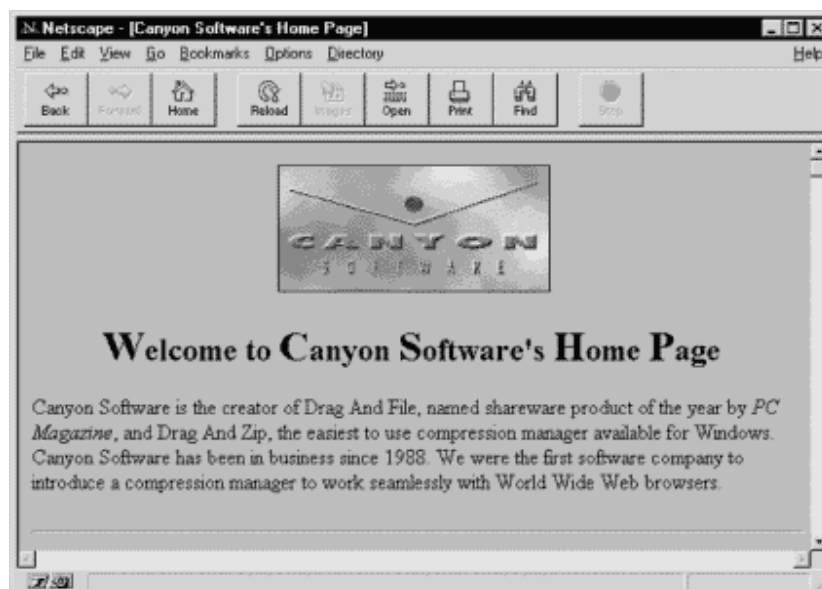 Netscape - [Canyon Software's Home Page]
File Edit View Go Bookmarks Options Directory Help
Back Forward Home Reload Images Open Print Find Stop
CANYON
SOFTWARE
Welcome to Canyon Software's Home Page
Canyon Software is the creator of Drag And File, named shareware product of the year by PC
Magazine, and Drag And Zip, the easiest to use compression manager available for Windows.
Canyon Software has been in business since 1988. We were the first software company to
introduce a compression manager to work seamlessly with World Wide Web browsers.